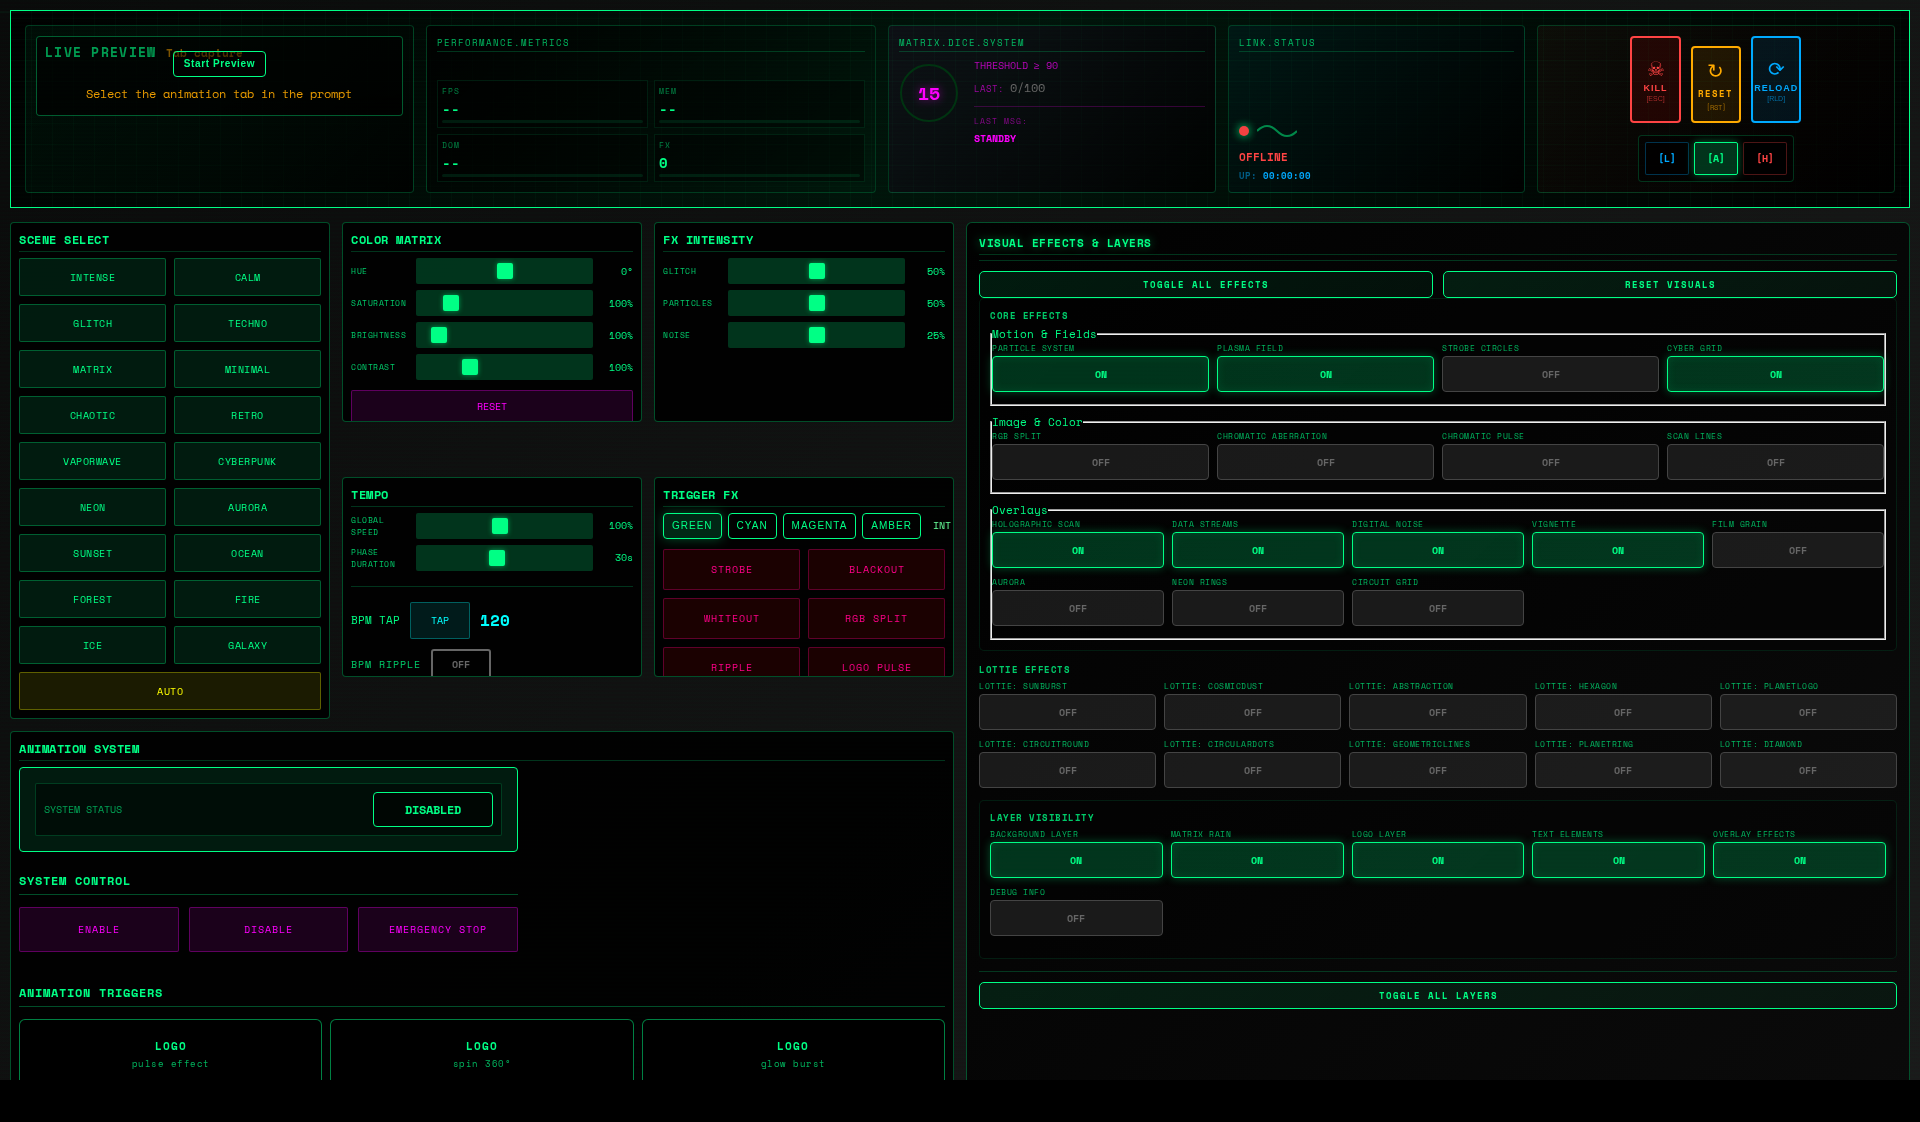 LIVE PREVIEW Tab capture
Start Preview
Select the animation tab in the prompt
PERFORMANCE.METRICS
FPS
--
MEM
--
DOM
--
FX
0
MATRIX.DICE.SYSTEM
15
THRESHOLD ≥ 90
LAST: 0/100
LAST MSG:
STANDBY
LINK.STATUS
OFFLINE
UP: 00:00:00
KILL
[ESC]
RESET
[RST]
RELOAD
[RLD]
[L] [A] [H]
SCENE SELECT
INTENSE CALM
GLITCH TECHNO
MATRIX MINIMAL
CHAOTIC RETRO
VAPORWAVE CYBERPUNK
NEON AURORA
SUNSET OCEAN
FOREST FIRE
ICE GALAXY
AUTO
COLOR MATRIX
HUE 0°
SATURATION 100%
BRIGHTNESS 100%
CONTRAST 100%
RESET
FX INTENSITY
GLITCH 50%
PARTICLES 50%
NOISE 25%
TEMPO
GLOBAL SPEED 100%
PHASE DURATION 30s
BPM TAP TAP 120
BPM RIPPLE OFF
TRIGGER FX
GREEN CYAN MAGENTA AMBER INT
STROBE BLACKOUT
WHITEOUT RGB SPLIT
RIPPLE LOGO PULSE
ANIMATION SYSTEM
SYSTEM STATUS DISABLED
SYSTEM CONTROL
ENABLE DISABLE EMERGENCY STOP
ANIMATION TRIGGERS
LOGO LOGO LOGO
pulse effect spin 360° glow burst
VISUAL EFFECTS & LAYERS
TOGGLE ALL EFFECTS RESET VISUALS
CORE EFFECTS
Motion & Fields
PARTICLE SYSTEM PLASMA FIELD STROBE CIRCLES CYBER GRID
ON ON OFF ON
Image & Color
RGB SPLIT CHROMATIC ABERRATION CHROMATIC PULSE SCAN LINES
OFF OFF OFF OFF
Overlays
HOLOGRAPHIC SCAN DATA STREAMS DIGITAL NOISE VIGNETTE FILM GRAIN
ON ON ON ON OFF
AURORA NEON RINGS CIRCUIT GRID
OFF OFF OFF
LOTTIE EFFECTS
LOTTIE: SUNBURST LOTTIE: COSMICDUST LOTTIE: ABSTRACTION LOTTIE: HEXAGON LOTTIE: PLANETLOGO
OFF OFF OFF OFF OFF
LOTTIE: CIRCUITROUND LOTTIE: CIRCULARDOTS LOTTIE: GEOMETRICLINES LOTTIE: PLANETRING LOTTIE: DIAMOND
OFF OFF OFF OFF OFF
LAYER VISIBILITY
BACKGROUND LAYER MATRIX RAIN LOGO LAYER TEXT ELEMENTS OVERLAY EFFECTS
ON ON ON ON ON
DEBUG INFO
OFF
TOGGLE ALL LAYERS